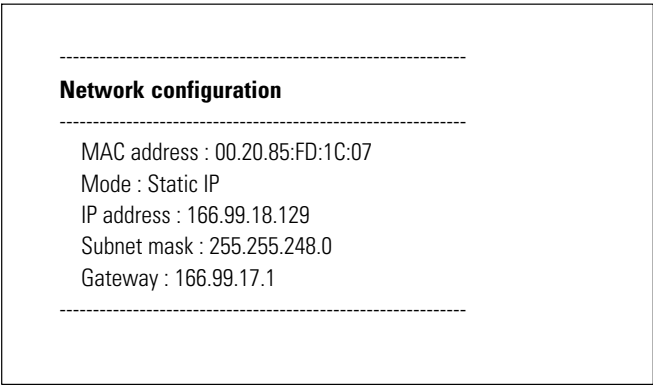 ------------------------------------------------------------
Network configuration
------------------------------------------------------------
MAC address : 00.20.85:FD:1C:07
Mode : Static IP
IP address : 166.99.18.129
Subnet mask : 255.255.248.0
Gateway : 166.99.17.1
------------------------------------------------------------